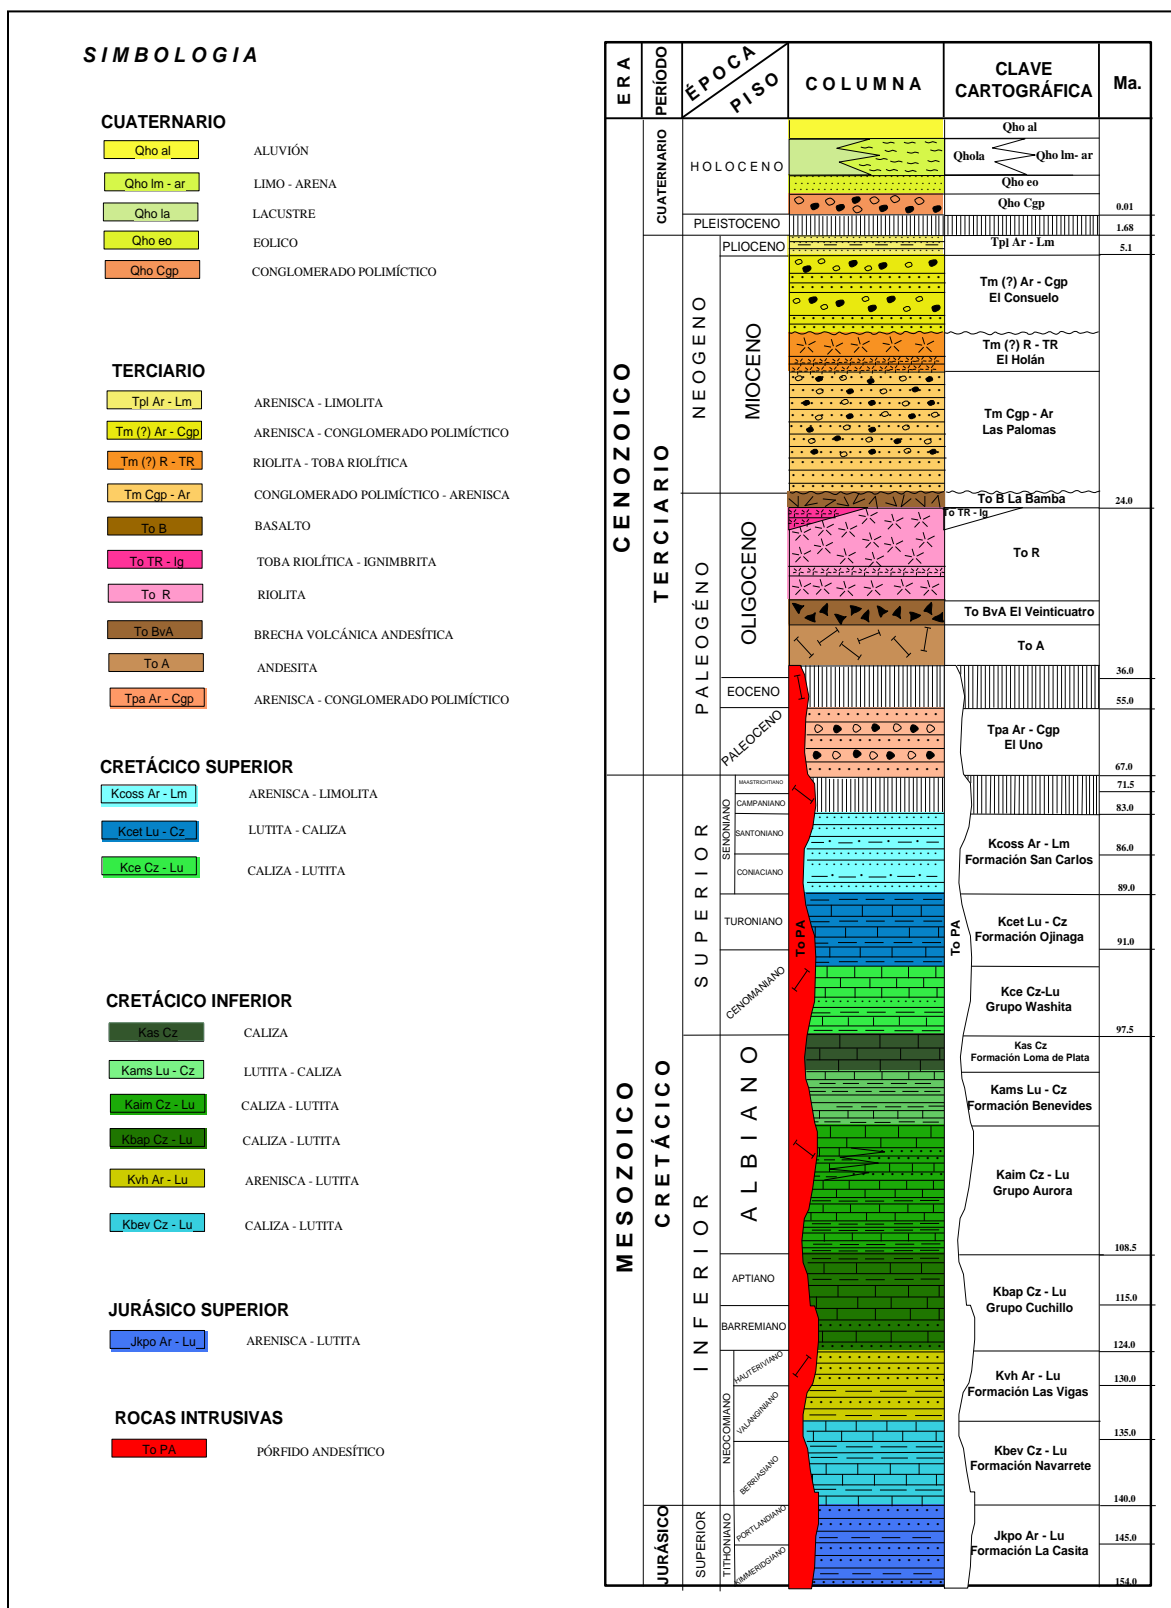 SIMBOLOGIA
CUATERNARIO
Qho al ALUVIÓN
Qho lm - ar LIMO - ARENA
Qho la LACUSTRE
Qho eo EOLICO
Qho Cgp CONGLOMERADO POLIMÍCTICO
TERCIARIO
Tpl Ar - Lm ARENISCA - LIMOLITA
Tm (?) Ar - Cgp ARENISCA - CONGLOMERADO POLIMÍCTICO
Tm (?) R - TR RIOLITA - TOBA RIOLÍTICA
Tm Cgp - Ar CONGLOMERADO POLIMÍCTICO - ARENISCA
To B BASALTO
To TR - Ig TOBA RIOLÍTICA - IGNIMBRITA
To R RIOLITA
To BvA BRECHA VOLCÁNICA ANDESÍTICA
To A ANDESITA
Tpa Ar - Cgp ARENISCA - CONGLOMERADO POLIMÍCTICO
CRETÁCICO SUPERIOR
Kcoss Ar - Lm ARENISCA - LIMOLITA
Kcet Lu - Cz LUTITA - CALIZA
Kce Cz - Lu CALIZA - LUTITA
CRETÁCICO INFERIOR
Kas Cz CALIZA
Kams Lu - Cz LUTITA - CALIZA
Kaim Cz - Lu CALIZA - LUTITA
Kbap Cz - Lu CALIZA - LUTITA
Kvh Ar - Lu ARENISCA - LUTITA
Kbev Cz - Lu CALIZA - LUTITA
JURÁSICO SUPERIOR
Jkpo Ar - Lu ARENISCA - LUTITA
ROCAS INTRUSIVAS
To PA PÓRFIDO ANDESÍTICO
ERA
PERÍODO
ÉPOCA
PISO
COLUMNA
CLAVE
CARTOGRÁFICA
Ma.
CENOZOICO
MESOZOICO
CUATERNARIO
TERCIARIO
CRETÁCICO
JURÁSICO
HOLOCENO
PLEISTOCENO
NEOGENO
PLIOCENO
MIOCENO
PALEOGÉNO
OLIGOCENO
EOCENO
PALEOCENO
SUPERIOR
SENONIANO
MAASTRICHTIANO
CAMPANIANO
SANTONIANO
CONIACIANO
TURONIANO
CENOMANIANO
INFERIOR
ALBIANO
APTIANO
BARREMIANO
NEOCOMIANO
HAUTERIVIANO
VALANGINIANO
BERRIASIANO
SUPERIOR
TITHONIANO
PORTLANDIANO
KIMMERIDGIANO
To PA
To PA
Qho al
Qhola Qho lm- ar
Qho eo
Qho Cgp
Tpl Ar - Lm
Tm (?) Ar - Cgp
El Consuelo
Tm (?) R - TR
El Holán
Tm Cgp - Ar
Las Palomas
To B La Bamba
To TR - Ig
To R
To BvA El Veinticuatro
To A
Tpa Ar - Cgp
El Uno
Kcoss Ar - Lm
Formación San Carlos
Kcet Lu - Cz
Formación Ojinaga
Kce Cz-Lu
Grupo Washita
Kas Cz
Formación Loma de Plata
Kams Lu - Cz
Formación Benevides
Kaim Cz - Lu
Grupo Aurora
Kbap Cz - Lu
Grupo Cuchillo
Kvh Ar - Lu
Formación Las Vigas
Kbev Cz - Lu
Formación Navarrete
Jkpo Ar - Lu
Formación La Casita
0.01
1.68
5.1
24.0
36.0
55.0
67.0
71.5
83.0
86.0
89.0
91.0
97.5
108.5
115.0
124.0
130.0
135.0
140.0
145.0
154.0